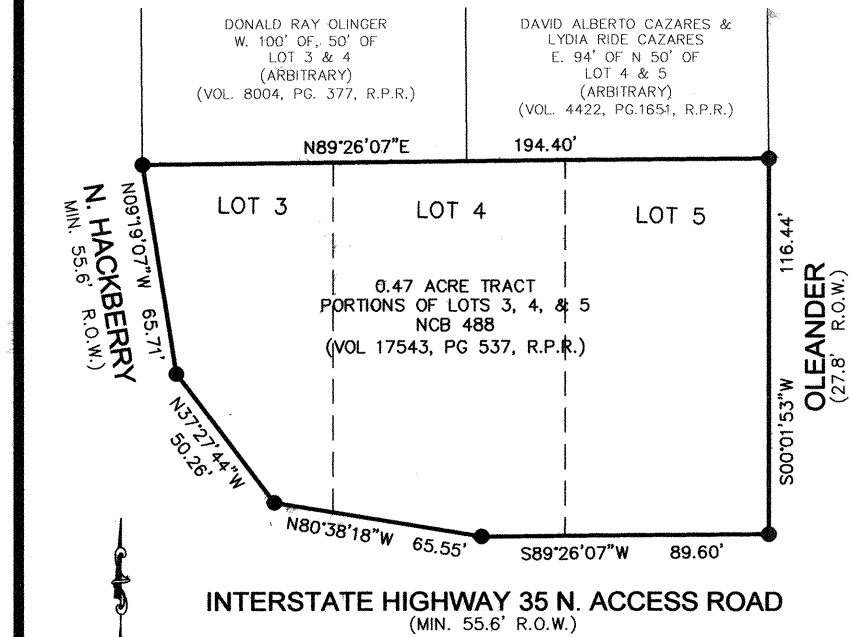 DONALD RAY OLINGER
W. 100' OF, 50' OF
LOT 3 & 4
(ARBITRARY)
(VOL. 8004, PG. 377, R.P.R.)
DAVID ALBERTO CAZARES &
LYDIA RIDE CAZARES
E. 94' OF N 50' OF
LOT 4 & 5
(ARBITRARY)
(VOL. 4422, PG.1651, R.P.R.)
N89°26'07"E 194.40'
LOT 3
LOT 4
LOT 5
N09°19'07"W 65.71'
N. HACKBERRY
MIN. 55.6' R.O.W.)
0.47 ACRE TRACT
PORTIONS OF LOTS 3, 4, & 5
NCB 488
(VOL 17543, PG 537, R.P.R.)
S00°01'53"W 116.44'
OLEANDER
(27.8' R.O.W.)
N37°27'44"W
50.26'
N80°38'18"W 65.55'
S89°26'07"W 89.60'
INTERSTATE HIGHWAY 35 N. ACCESS ROAD
(MIN. 55.6' R.O.W.)